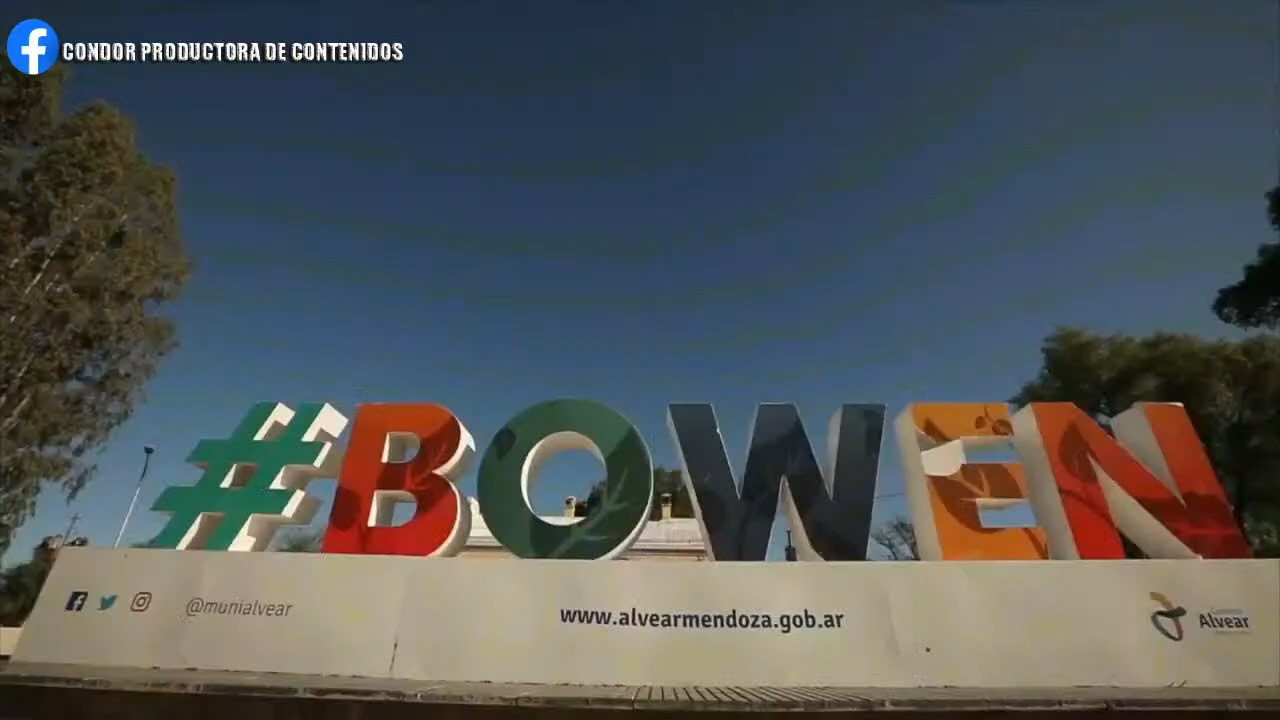 CONDOR PRODUCTORA DE CONTENIDOS
#BOWEN
@munialvear
www.alvearmendoza.gob.ar
Alvear